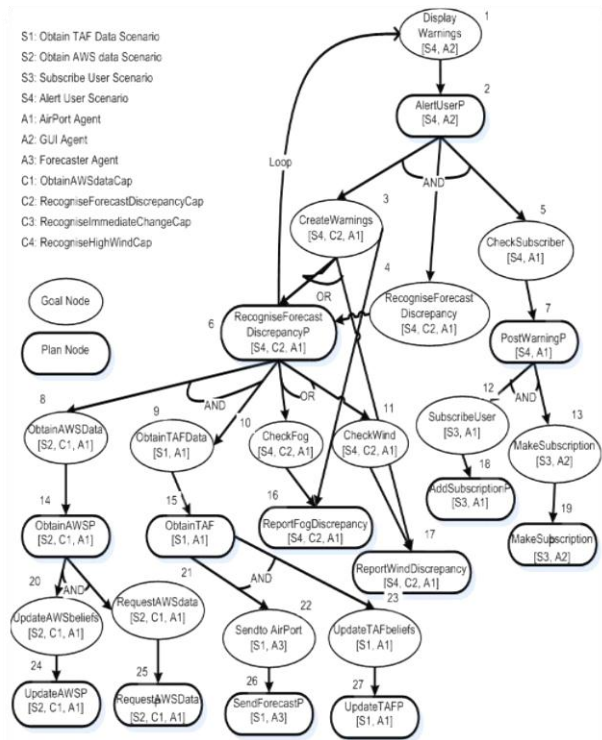 S1: Obtain TAF Data Scenario
S2: Obtain AWS data Scenario
S3: Subscribe User Scenario
S4: Alert User Scenario
A1: AirPort Agent
A2: GUI Agent
A3: Forecaster Agent
C1: ObtainAWSdataCap
C2: RecogniseForecastDiscrepancyCap
C3: RecogniseImmediateChangeCap
C4: RecogniseHighWindCap
Goal Node
Plan Node
1
Display
Warnings
[S4, A2]
2
AlertUserP
[S4, A2]
Loop
AND
3
CreateWarnings
[S4, C2, A1]
OR
4
RecogniseForecast
Discrepancy
[S4, C2, A1]
5
CheckSubscriber
[S4, A1]
6
RecogniseForecast
DiscrepancyP
[S4, C2, A1]
7
PostWarningP
[S4, A1]
AND
OR
AND
8
ObtainAWSData
[S2, C1, A1]
9
ObtainTAFData
[S1, A1]
10
CheckFog
[S4, C2, A1]
11
CheckWind
[S4, C2, A1]
12
SubscribeUser
[S3, A1]
13
MakeSubscription
[S3, A2]
14
ObtainAWSP
[S2, C1, A1]
15
ObtainTAF
[S1, A1]
16
ReportFogDiscrepancy
[S4, C2, A1]
17
ReportWindDiscrepancy
[S4, C2, A1]
18
AddSubscriptionP
[S3, A1]
19
MakeSubscription
p
[S3, A2]
AND
AND
20
UpdateAWSbeliefs
[S2, C1, A1]
21
RequestAWSdata
[S2, C1, A1]
22
Sendto AirPort
[S1, A3]
23
UpdateTAFbeliefs
[S1, A1]
24
UpdateAWSP
[S2, C1, A1]
25
RequestAWSData
p
[S2, C1, A1]
26
SendForecastP
[S1, A3]
27
UpdateTAFP
[S1, A1]